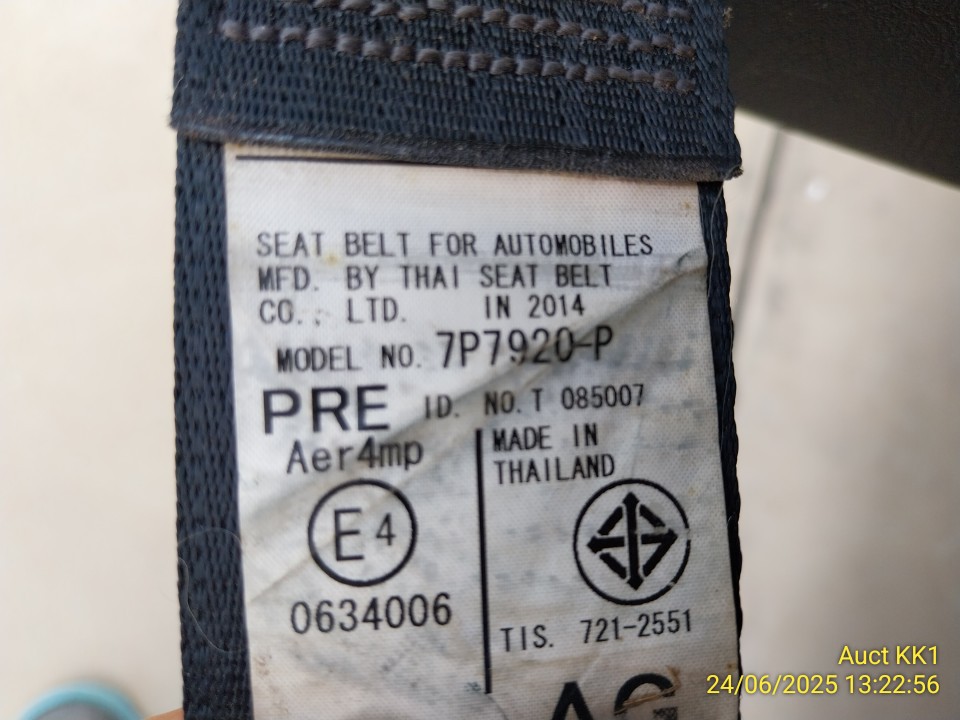 SEAT BELT FOR AUTOMOBILES
MFD. BY THAI SEAT BELT
CO., LTD. IN 2014
MODEL NO. 7P7920-P
PRE ID. NO. T 085007
Aer4mp
MADE IN
THAILAND
E4
0634006
TIS. 721-2551
AG
Auct KK1
24/06/2025 13:22:56